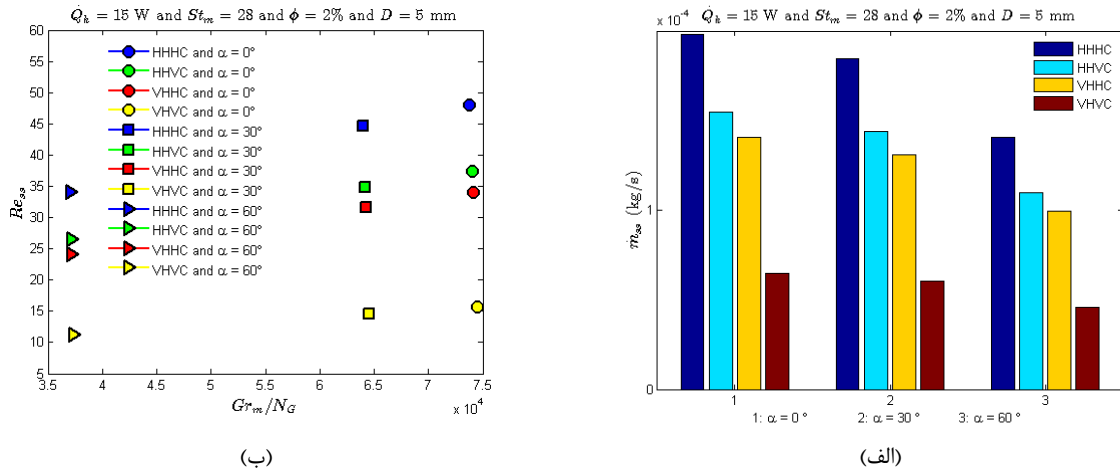 Q̇_h = 15 W and St_m = 28 and ϕ = 2% and D = 5 mm
60
55
50
45
40
35
30
25
20
15
10
5
Re_ss
HHHC and α = 0°
HHVC and α = 0°
VHHC and α = 0°
VHVC and α = 0°
HHHC and α = 30°
HHVC and α = 30°
VHHC and α = 30°
VHVC and α = 30°
HHHC and α = 60°
HHVC and α = 60°
VHHC and α = 60°
VHVC and α = 60°
3.5 4 4.5 5 5.5 6 6.5 7 7.5
x 10^4
Gr_m/N_G
(ب)
Q̇_h = 15 W and St_m = 28 and ϕ = 2% and D = 5 mm
x 10^-4
1
0
ṁ_ss (kg/s)
HHHC
HHVC
VHHC
VHVC
1 2 3
1: α = 0° 2: α = 30° 3: α = 60°
(الف)